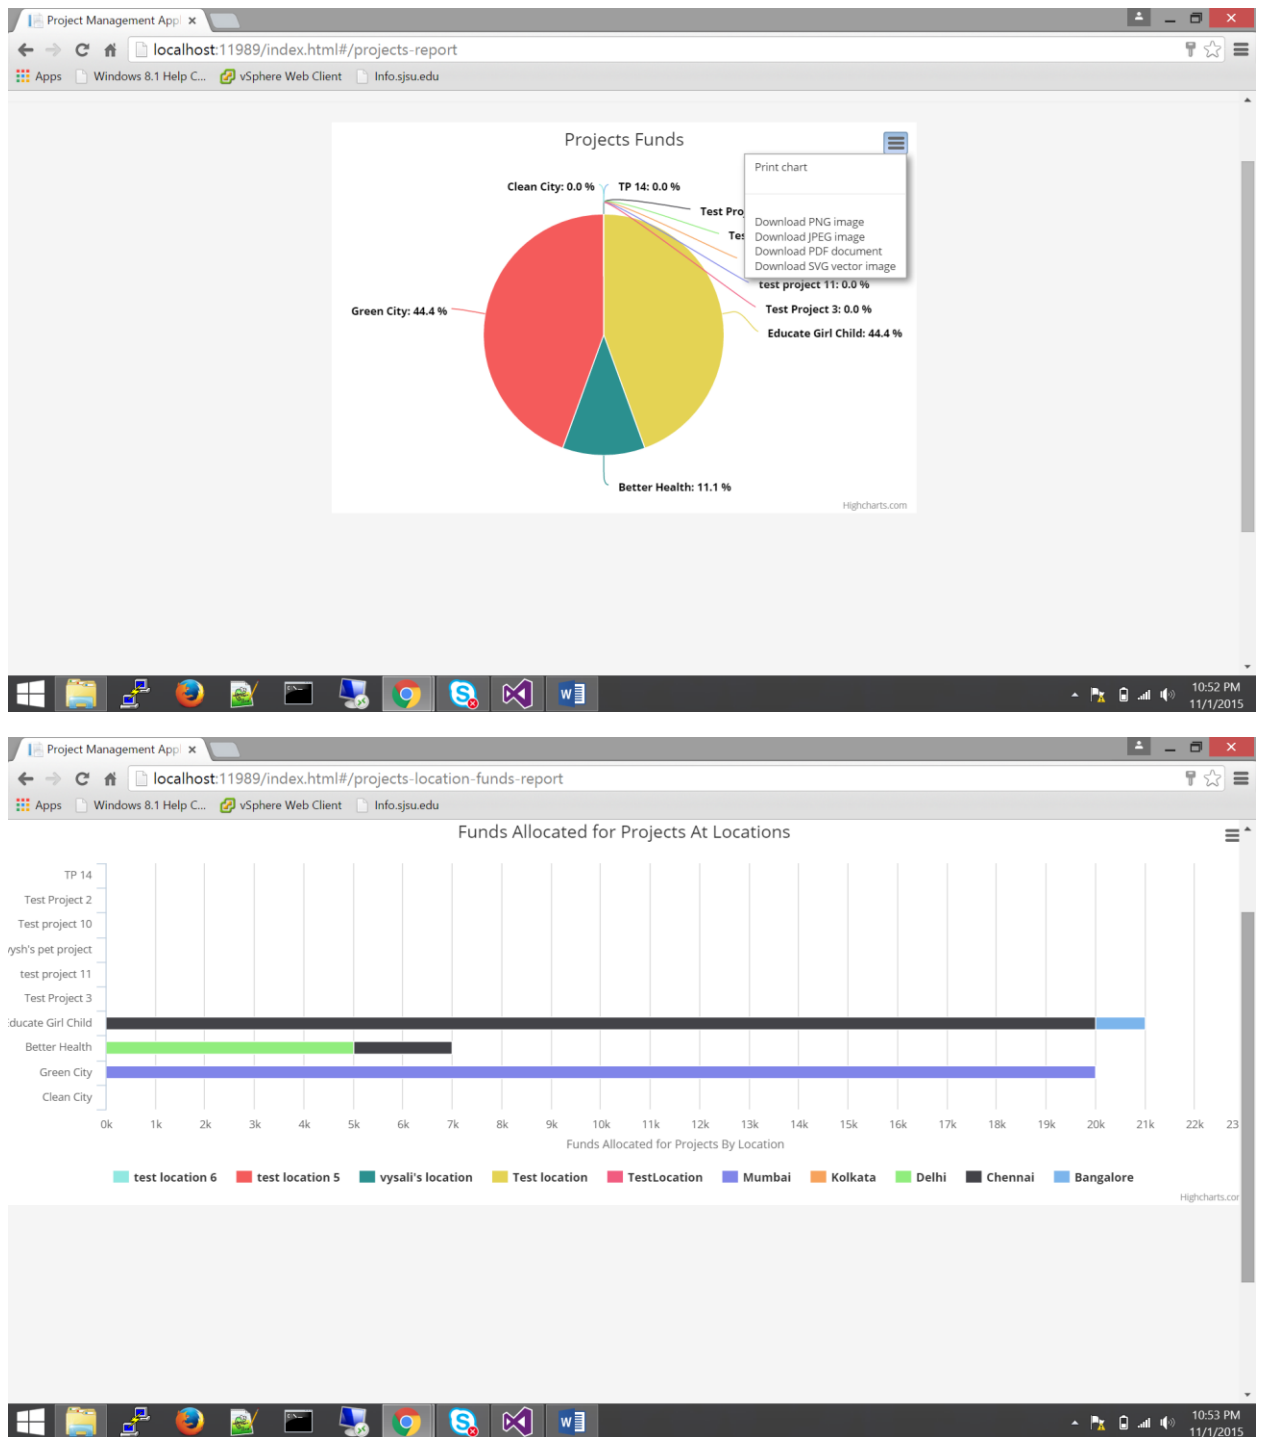 Project Management Appl
localhost:11989/index.html#/projects-report
Apps Windows 8.1 Help C... vSphere Web Client Info.sjsu.edu
Projects Funds
Print chart
Download PNG image
Download JPEG image
Download PDF document
Download SVG vector image
Clean City: 0.0 % TP 14: 0.0 %
Test Pro
Tes
test project 11: 0.0 %
Test Project 3: 0.0 %
Green City: 44.4 %
Educate Girl Child: 44.4 %
Better Health: 11.1 %
Highcharts.com
10:52 PM
11/1/2015
Project Management Appl
localhost:11989/index.html#/projects-location-funds-report
Apps Windows 8.1 Help C... vSphere Web Client Info.sjsu.edu
Funds Allocated for Projects At Locations
TP 14
Test Project 2
Test project 10
vysh's pet project
test project 11
Test Project 3
Educate Girl Child
Better Health
Green City
Clean City
0k 1k 2k 3k 4k 5k 6k 7k 8k 9k 10k 11k 12k 13k 14k 15k 16k 17k 18k 19k 20k 21k 22k 23
Funds Allocated for Projects By Location
test location 6 test location 5 vysali's location Test location TestLocation Mumbai Kolkata Delhi Chennai Bangalore
Highcharts.cor
10:53 PM
11/1/2015